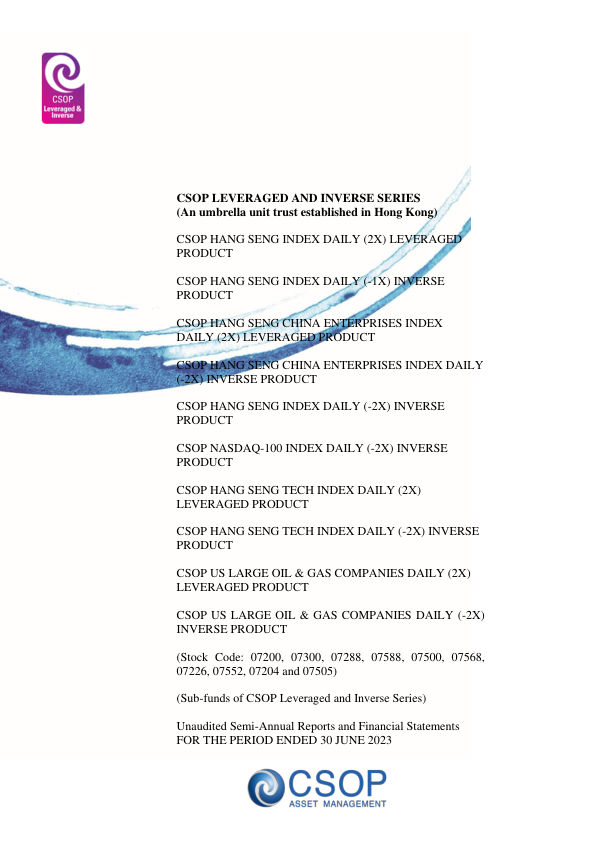 CSOP
Leveraged &
Inverse
CSOP LEVERAGED AND INVERSE SERIES
(An umbrella unit trust established in Hong Kong)
CSOP HANG SENG INDEX DAILY (2X) LEVERAGED
PRODUCT
CSOP HANG SENG INDEX DAILY (-1X) INVERSE
PRODUCT
CSOP HANG SENG CHINA ENTERPRISES INDEX
DAILY (2X) LEVERAGED PRODUCT
CSOP HANG SENG CHINA ENTERPRISES INDEX DAILY
(-2X) INVERSE PRODUCT
CSOP HANG SENG INDEX DAILY (-2X) INVERSE
PRODUCT
CSOP NASDAQ-100 INDEX DAILY (-2X) INVERSE
PRODUCT
CSOP HANG SENG TECH INDEX DAILY (2X)
LEVERAGED PRODUCT
CSOP HANG SENG TECH INDEX DAILY (-2X) INVERSE
PRODUCT
CSOP US LARGE OIL & GAS COMPANIES DAILY (2X)
LEVERAGED PRODUCT
CSOP US LARGE OIL & GAS COMPANIES DAILY (-2X)
INVERSE PRODUCT
(Stock Code: 07200, 07300, 07288, 07588, 07500, 07568,
07226, 07552, 07204 and 07505)
(Sub-funds of CSOP Leveraged and Inverse Series)
Unaudited Semi-Annual Reports and Financial Statements
FOR THE PERIOD ENDED 30 JUNE 2023
CSOP
ASSET MANAGEMENT